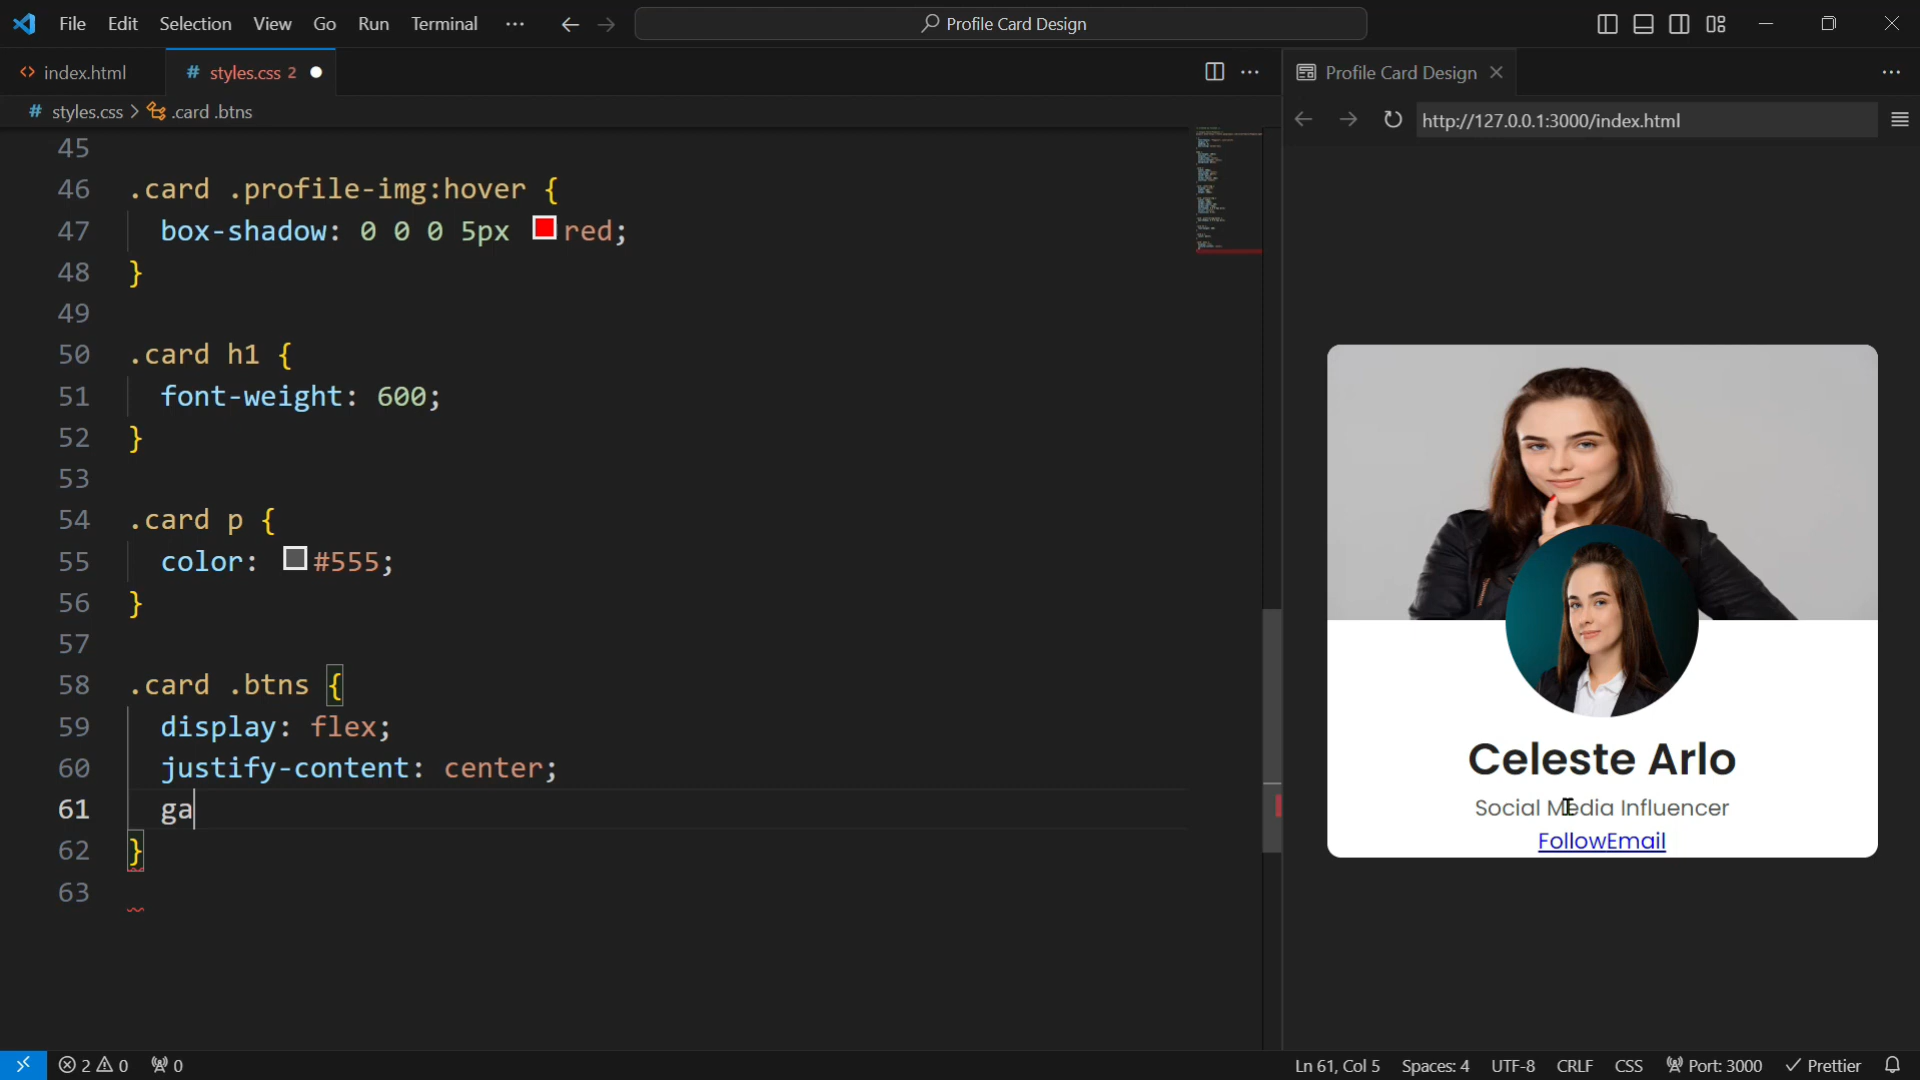 File Edit Selection View Go Run Terminal ··· Profile Card Design
index.html styles.css 2
styles.css > .card .btns
45
46 .card .profile-img:hover {
47 box-shadow: 0 0 0 5px red;
48 }
49
50 .card h1 {
51 font-weight: 600;
52 }
53
54 .card p {
55 color: #555;
56 }
57
58 .card .btns {
59 display: flex;
60 justify-content: center;
61 ga
62 }
63
Profile Card Design
http://127.0.0.1:3000/index.html
Celeste Arlo
Social Media Influencer
FollowEmail
2 0 0 Ln 61, Col 5 Spaces: 4 UTF-8 CRLF CSS Port: 3000 Prettier